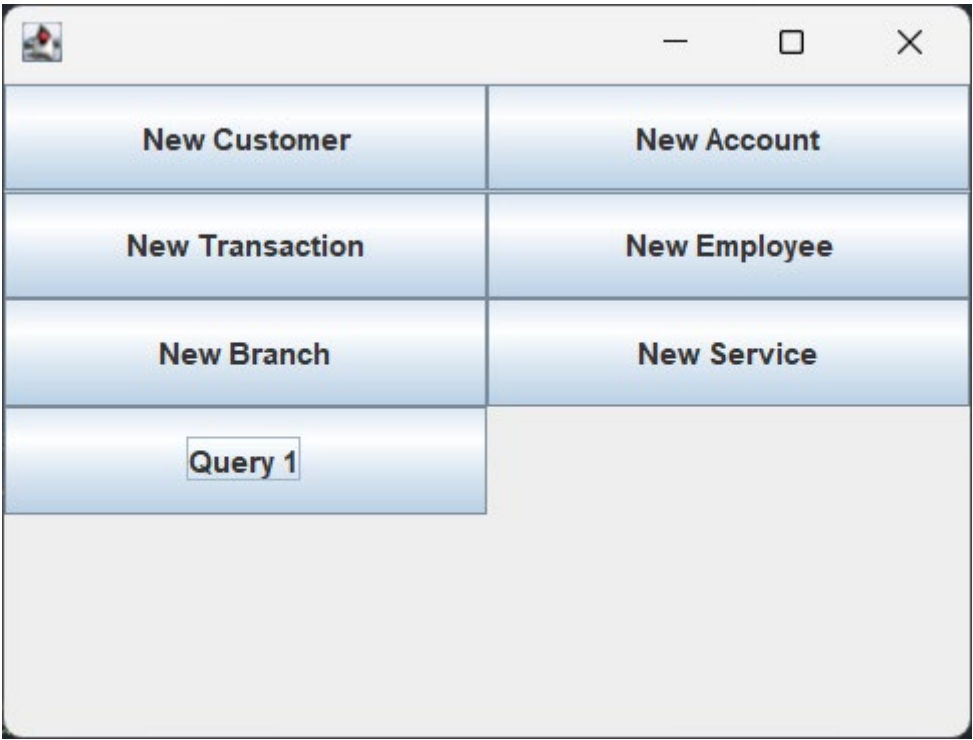 New Customer
New Account
New Transaction
New Employee
New Branch
New Service
Query 1